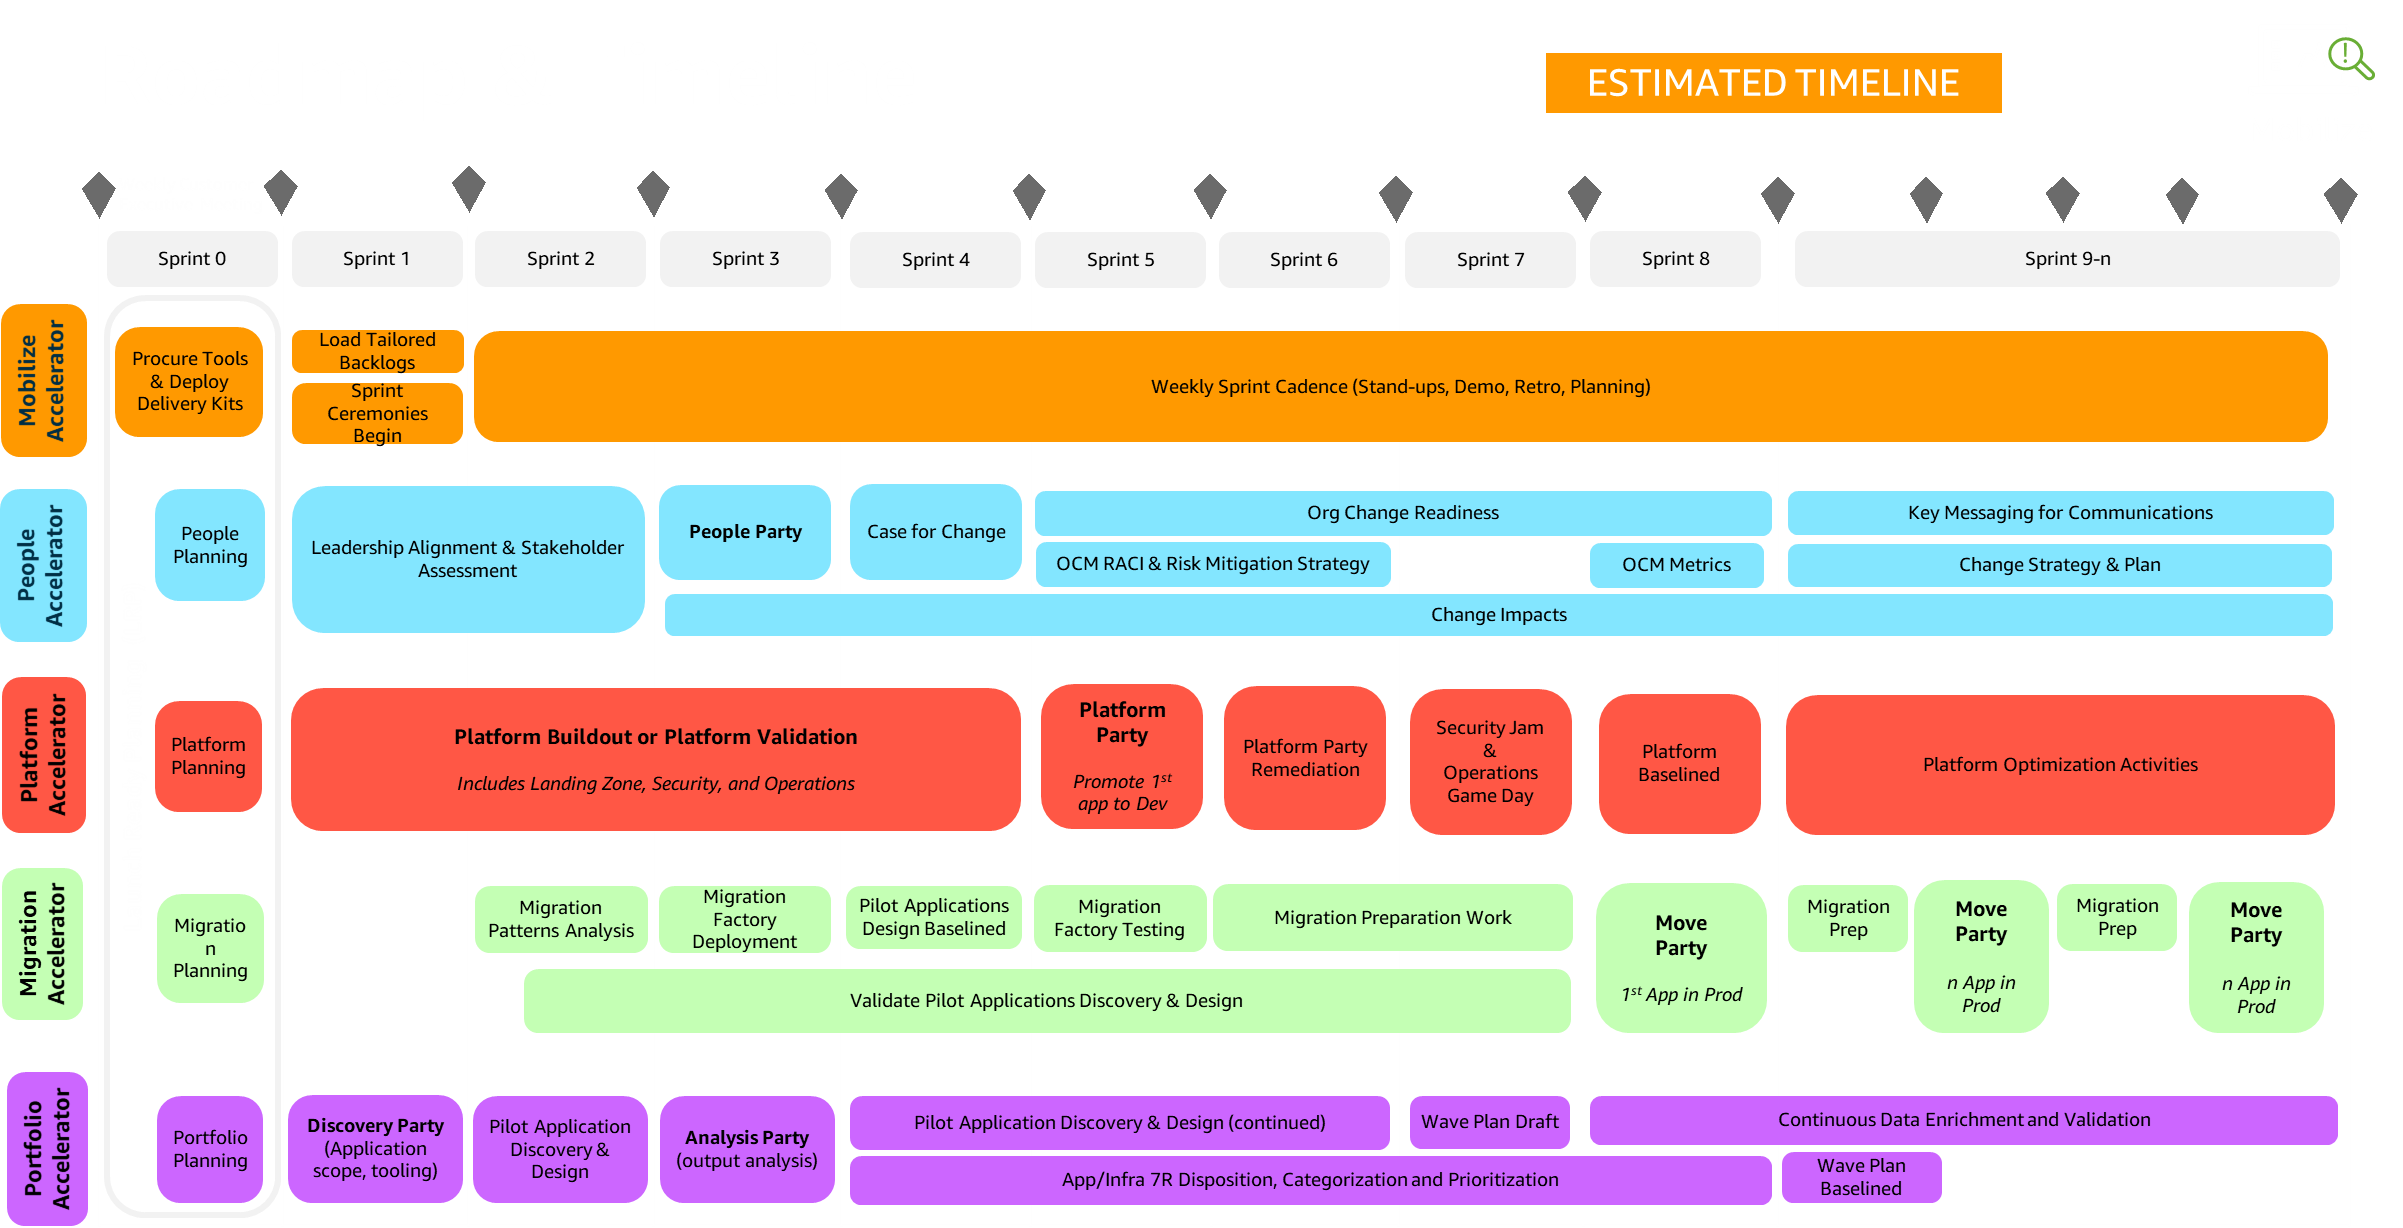 ESTIMATED TIMELINE
Sprint 0
Sprint 1
Sprint 2
Sprint 3
Sprint 4
Sprint 5
Sprint 6
Sprint 7
Sprint 8
Sprint 9-n
Mobilize
Accelerator
Procure Tools
& Deploy
Delivery Kits
Load Tailored
Backlogs
Sprint
Ceremonies
Begin
Weekly Sprint Cadence (Stand-ups, Demo, Retro, Planning)
People
Accelerator
People
Planning
Leadership Alignment & Stakeholder
Assessment
People Party
Case for Change
Org Change Readiness
Key Messaging for Communications
OCM RACI & Risk Mitigation Strategy
OCM Metrics
Change Strategy & Plan
Change Impacts
Platform
Accelerator
Platform
Planning
Platform Buildout or Platform Validation
Includes Landing Zone, Security, and Operations
Platform
Party
Promote 1st
app to Dev
Platform Party
Remediation
Security Jam
&
Operations
Game Day
Platform
Baselined
Platform Optimization Activities
Migration
Accelerator
Migratio
n
Planning
Migration
Patterns Analysis
Migration
Factory
Deployment
Pilot Applications
Design Baselined
Migration
Factory Testing
Migration Preparation Work
Validate Pilot Applications Discovery & Design
Move
Party
1st App in Prod
Migration
Prep
Move
Party
n App in
Prod
Migration
Prep
Move
Party
n App in
Prod
Portfolio
Accelerator
Portfolio
Planning
Discovery Party
(Application
scope, tooling)
Pilot Application
Discovery &
Design
Analysis Party
(output analysis)
Pilot Application Discovery & Design (continued)
Wave Plan Draft
Continuous Data Enrichment and Validation
App/Infra 7R Disposition, Categorization and Prioritization
Wave Plan
Baselined